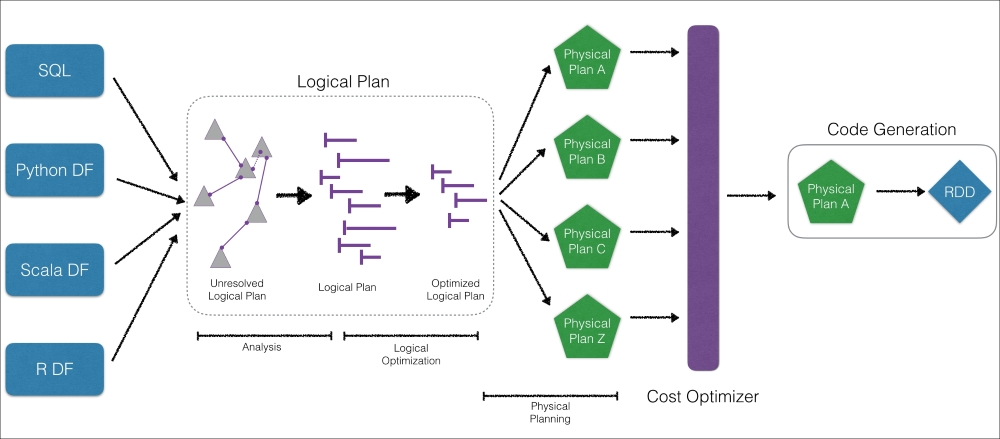 SQL
Python DF
Scala DF
R DF
Logical Plan
Unresolved
Logical Plan
Logical Plan
Optimized
Logical Plan
Analysis
Logical
Optimization
Physical
Plan A
Physical
Plan B
Physical
Plan C
Physical
Plan Z
Physical
Planning
Cost Optimizer
Code Generation
Physical
Plan A
RDD